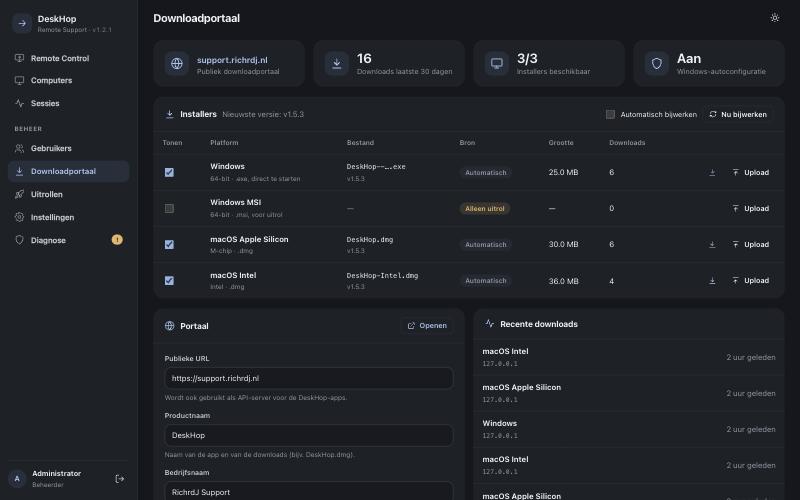 DeskHop
Remote Support · v1.2.1
Remote Control
Computers
Sessies
BEHEER
Gebruikers
Downloadportaal
Uitrollen
Instellingen
Diagnose
!
A
Administrator
Beheerder
Downloadportaal
support.richrdj.nl
Publiek downloadportaal
16
Downloads laatste 30 dagen
3/3
Installers beschikbaar
Aan
Windows-autoconfiguratie
Installers Nieuwste versie: v1.5.3
Automatisch bijwerken
Nu bijwerken
Tonen Platform Bestand Bron Grootte Downloads
Windows
64-bit · .exe, direct te starten
DeskHop--….exe
v1.5.3
Automatisch
25.0 MB
6
Upload
Windows MSI
64-bit · .msi, voor uitrol
—
Alleen uitrol
—
0
Upload
macOS Apple Silicon
M-chip · .dmg
DeskHop.dmg
v1.5.3
Automatisch
30.0 MB
6
Upload
macOS Intel
Intel · .dmg
DeskHop-Intel.dmg
v1.5.3
Automatisch
36.0 MB
4
Upload
Portaal
Openen
Publieke URL
https://support.richrdj.nl
Wordt ook gebruikt als API-server voor de DeskHop-apps.
Productnaam
DeskHop
Naam van de app en van de downloads (bijv. DeskHop.dmg).
Bedrijfsnaam
RichrdJ Support
Recente downloads
macOS Intel
127.0.0.1
2 uur geleden
macOS Apple Silicon
127.0.0.1
2 uur geleden
Windows
127.0.0.1
2 uur geleden
macOS Intel
127.0.0.1
2 uur geleden
macOS Apple Silicon
2 uur geleden